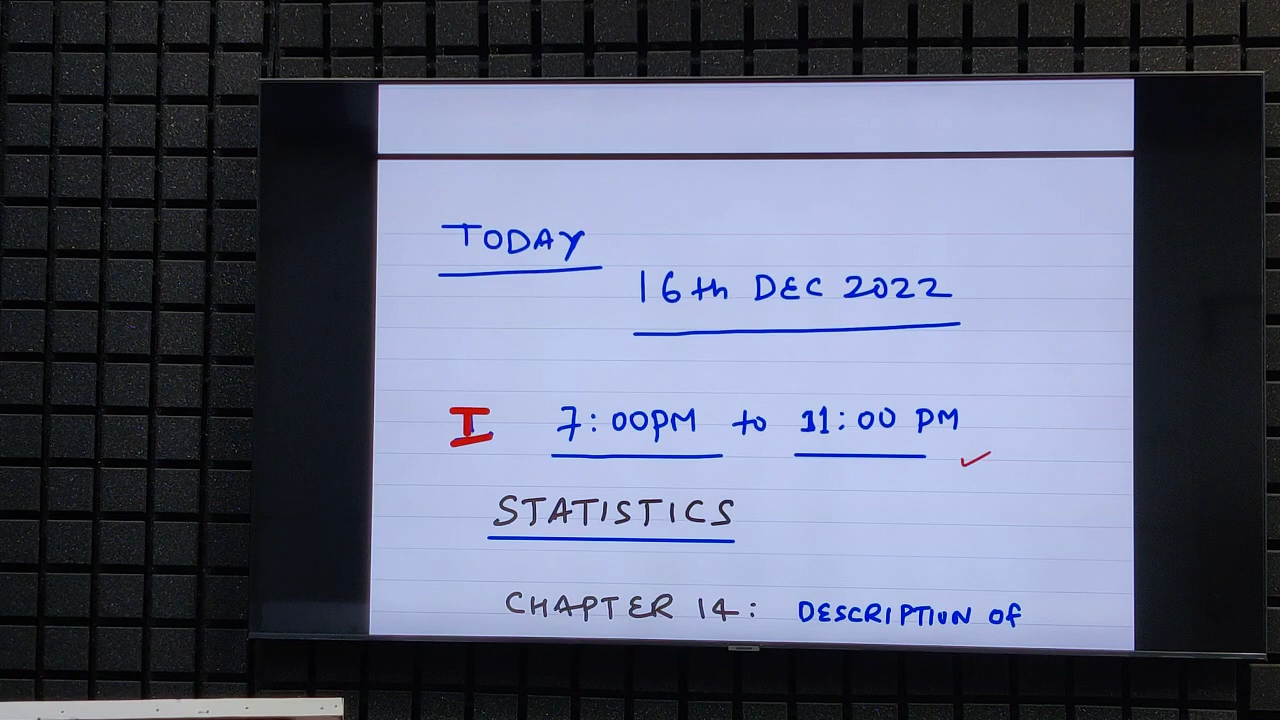 TODAY
16th DEC 2022
I 7:00PM to 11:00 PM
STATISTICS
CHAPTER 14: DESCRIPTION OF